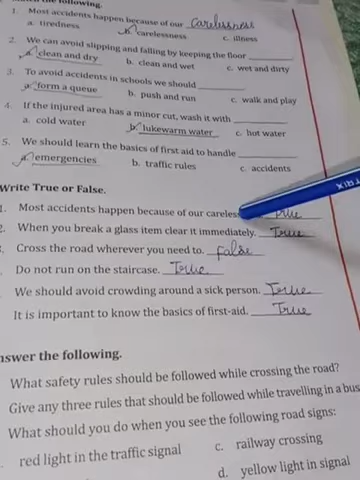 the following.
1. Most accidents happen because of our carelessness
a. tiredness b. carelessness c. illness
2. We can avoid slipping and falling by keeping the floor
a. clean and dry b. clean and wet c. wet and dirty
3. To avoid accidents in schools we should
a. form a queue b. push and run c. walk and play
4. If the injured area has a minor cut, wash it with
a. cold water b. lukewarm water c. hot water
5. We should learn the basics of first aid to handle
a. emergencies b. traffic rules c. accidents
Write True or False.
1. Most accidents happen because of our careless
2. When you break a glass item clear it immediately. True
Cross the road wherever you need to. False
Do not run on the staircase. True
We should avoid crowding around a sick person. True
It is important to know the basics of first-aid. True
nswer the following.
What safety rules should be followed while crossing the road?
Give any three rules that should be followed while travelling in a bus
What should you do when you see the following road signs:
red light in the traffic signal c. railway crossing
d. yellow light in signal